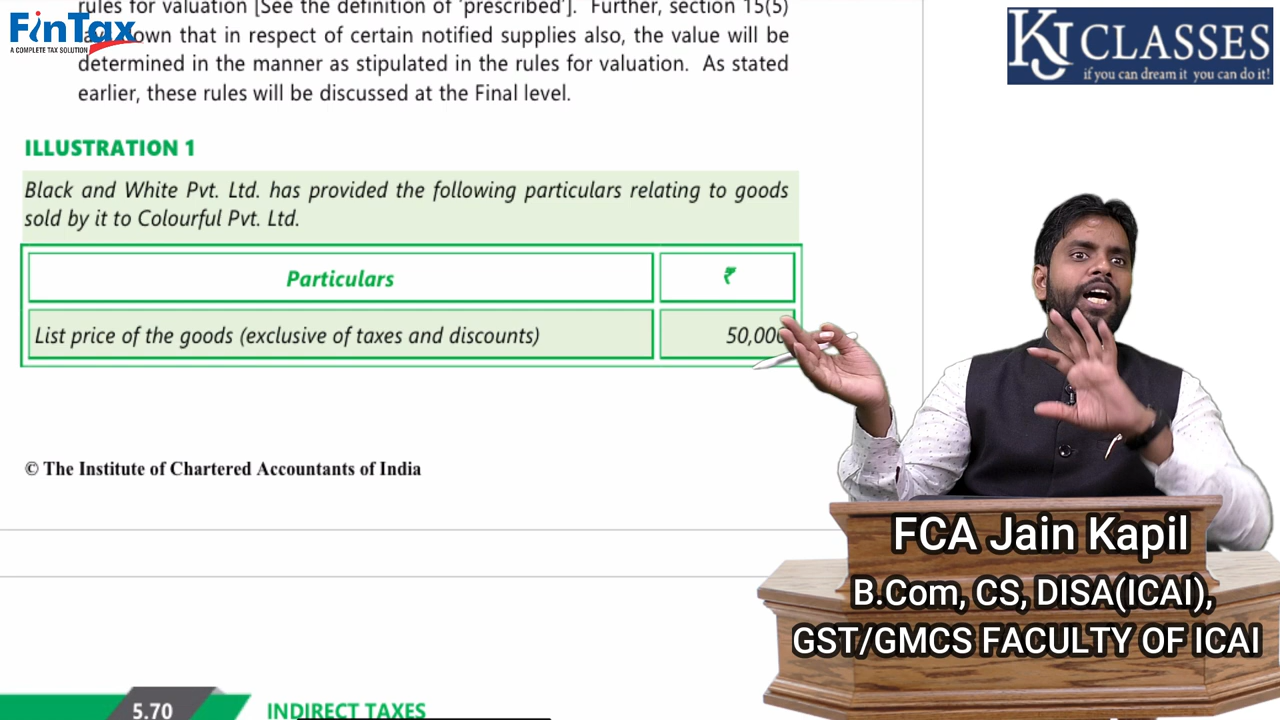 rules for valuation [See the definition of 'prescribed']. Further, section 15(5)
FinTax
A COMPLETE TAX SOLUTION
down that in respect of certain notified supplies also, the value will be
determined in the manner as stipulated in the rules for valuation. As stated
earlier, these rules will be discussed at the Final level.
KJ CLASSES
if you can dream it you can do it!
ILLUSTRATION 1
Black and White Pvt. Ltd. has provided the following particulars relating to goods
sold by it to Colourful Pvt. Ltd.
Particulars ₹
List price of the goods (exclusive of taxes and discounts) 50,000
© The Institute of Chartered Accountants of India
FCA Jain Kapil
B.Com, CS, DISA(ICAI),
GST/GMCS FACULTY OF ICAI
5.70 INDIRECT TAXES